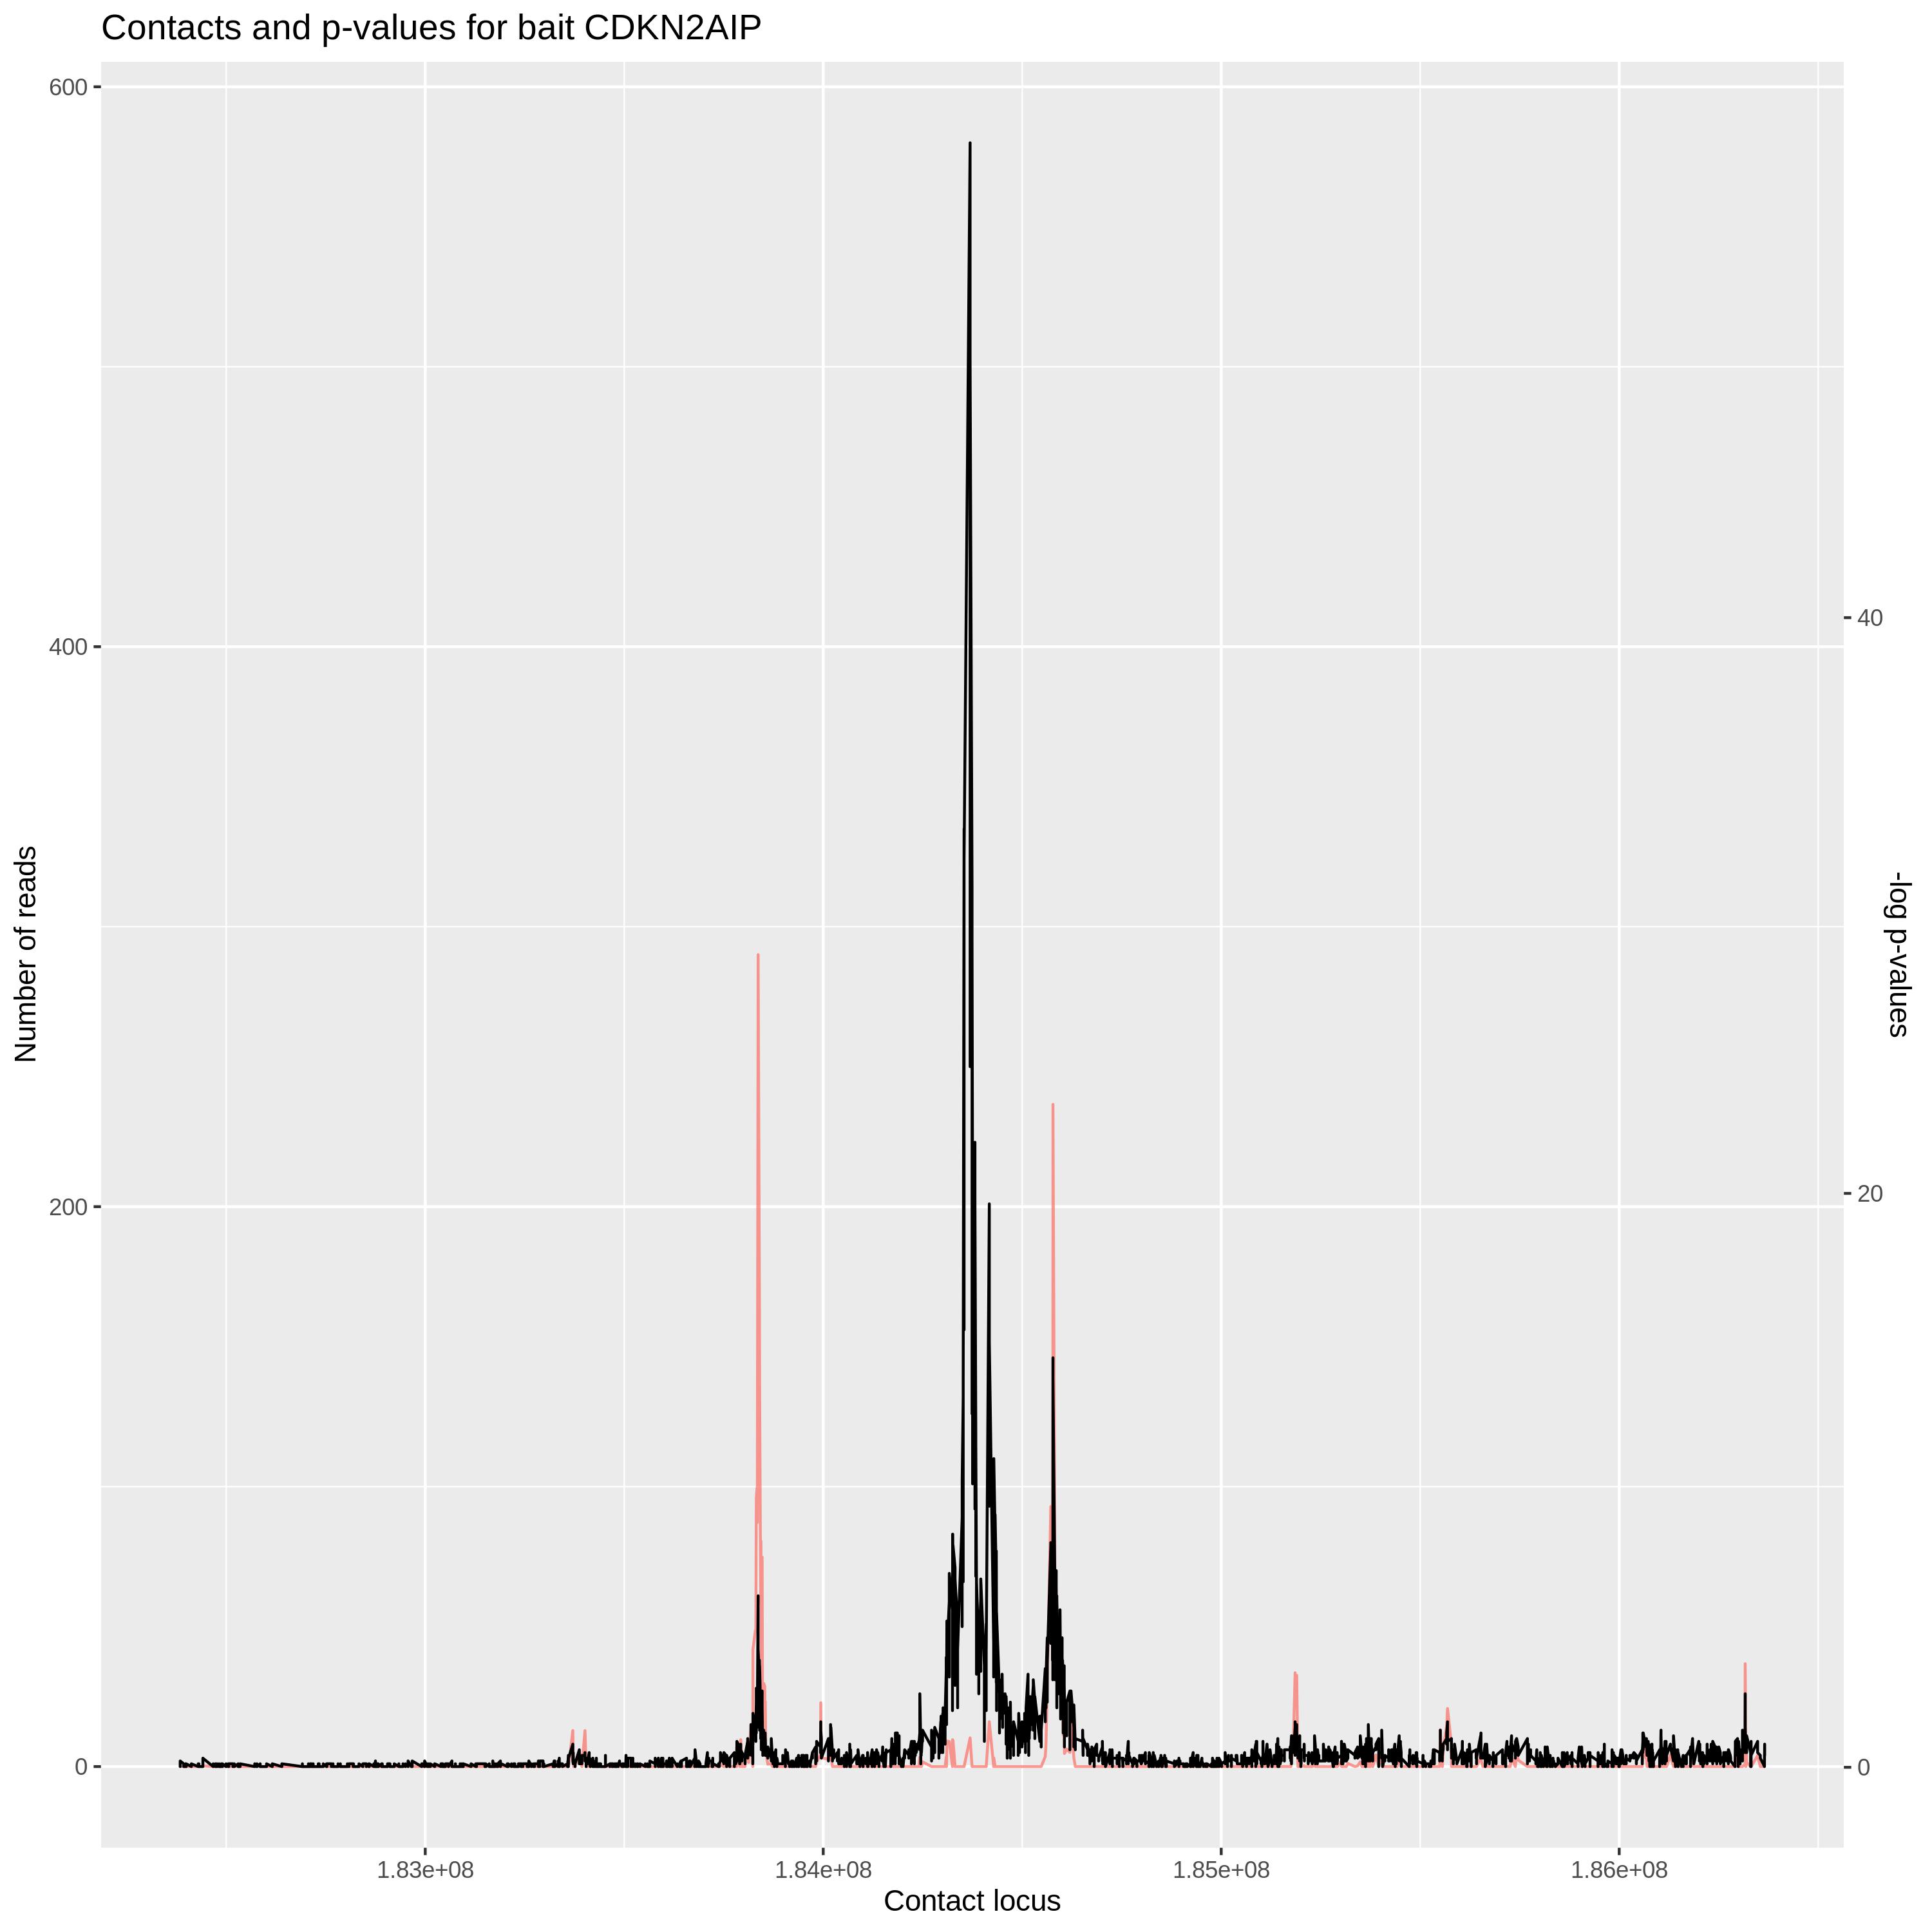 Contacts and p-values for bait CDKN2AIP
600
400
200
0
Number of reads
40
20
0
-log p-values
1.83e+08 1.84e+08 1.85e+08 1.86e+08
Contact locus